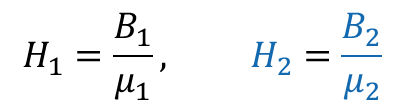 H₁ = B₁/μ₁, H₂ = B₂/μ₂